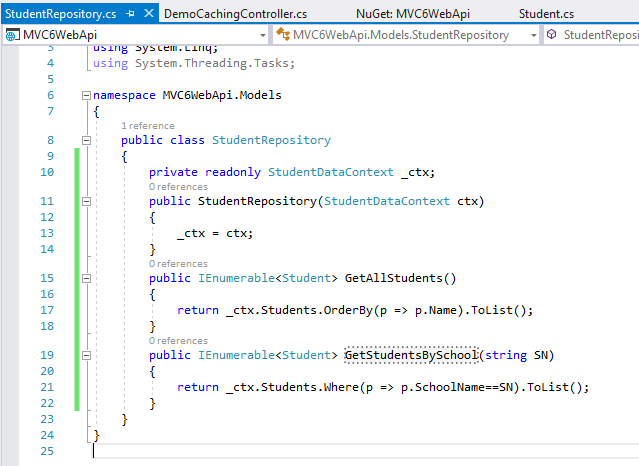 StudentRepository.cs DemoCachingController.cs NuGet: MVC6WebApi Student.cs
MVC6WebApi MVC6WebApi.Models.StudentRepository StudentReposi
3 using System.Linq;
4 using System.Threading.Tasks;
5
6 namespace MVC6WebApi.Models
7 {
1 reference
8 public class StudentRepository
9 {
10 private readonly StudentDataContext _ctx;
0 references
11 public StudentRepository(StudentDataContext ctx)
12 {
13 _ctx = ctx;
14 }
0 references
15 public IEnumerable<Student> GetAllStudents()
16 {
17 return _ctx.Students.OrderBy(p => p.Name).ToList();
18 }
0 references
19 public IEnumerable<Student> GetStudentsBySchool(string SN)
20 {
21 return _ctx.Students.Where(p => p.SchoolName==SN).ToList();
22 }
23 }
24 }
25